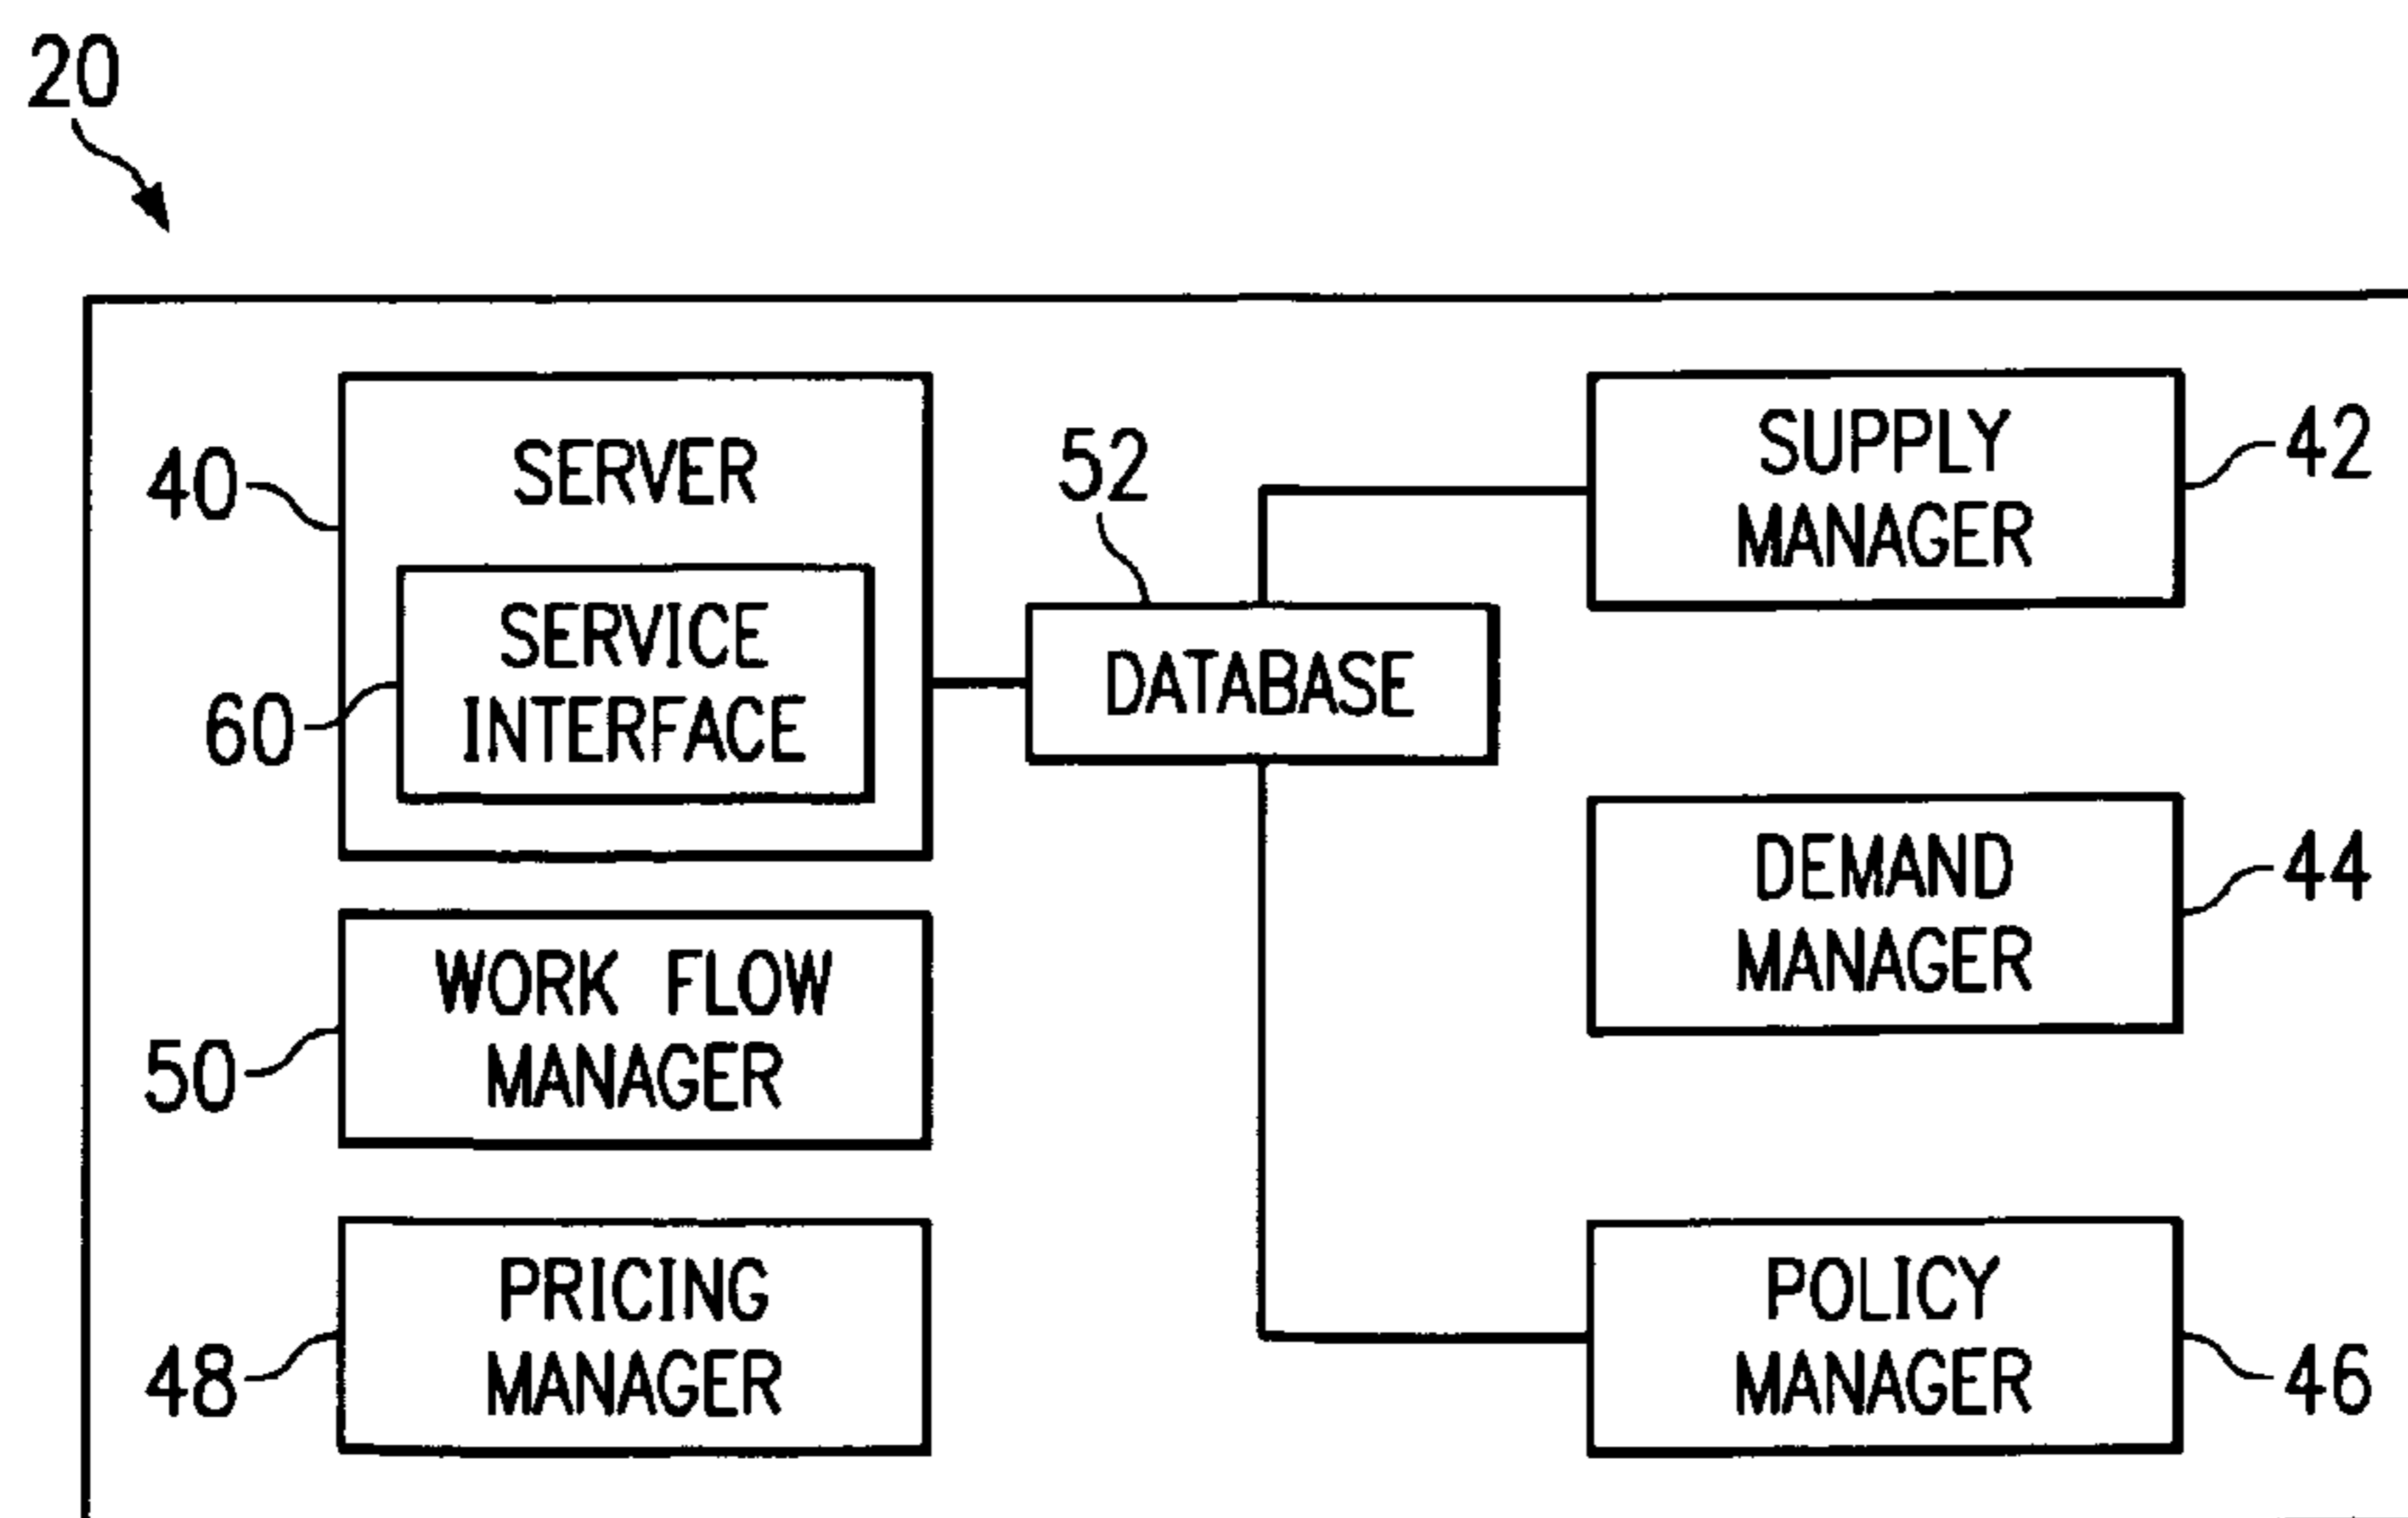 20
40
SERVER
60
SERVICE
INTERFACE
52
DATABASE
SUPPLY
MANAGER
42
DEMAND
MANAGER
44
50
WORK FLOW
MANAGER
48
PRICING
MANAGER
POLICY
MANAGER
46